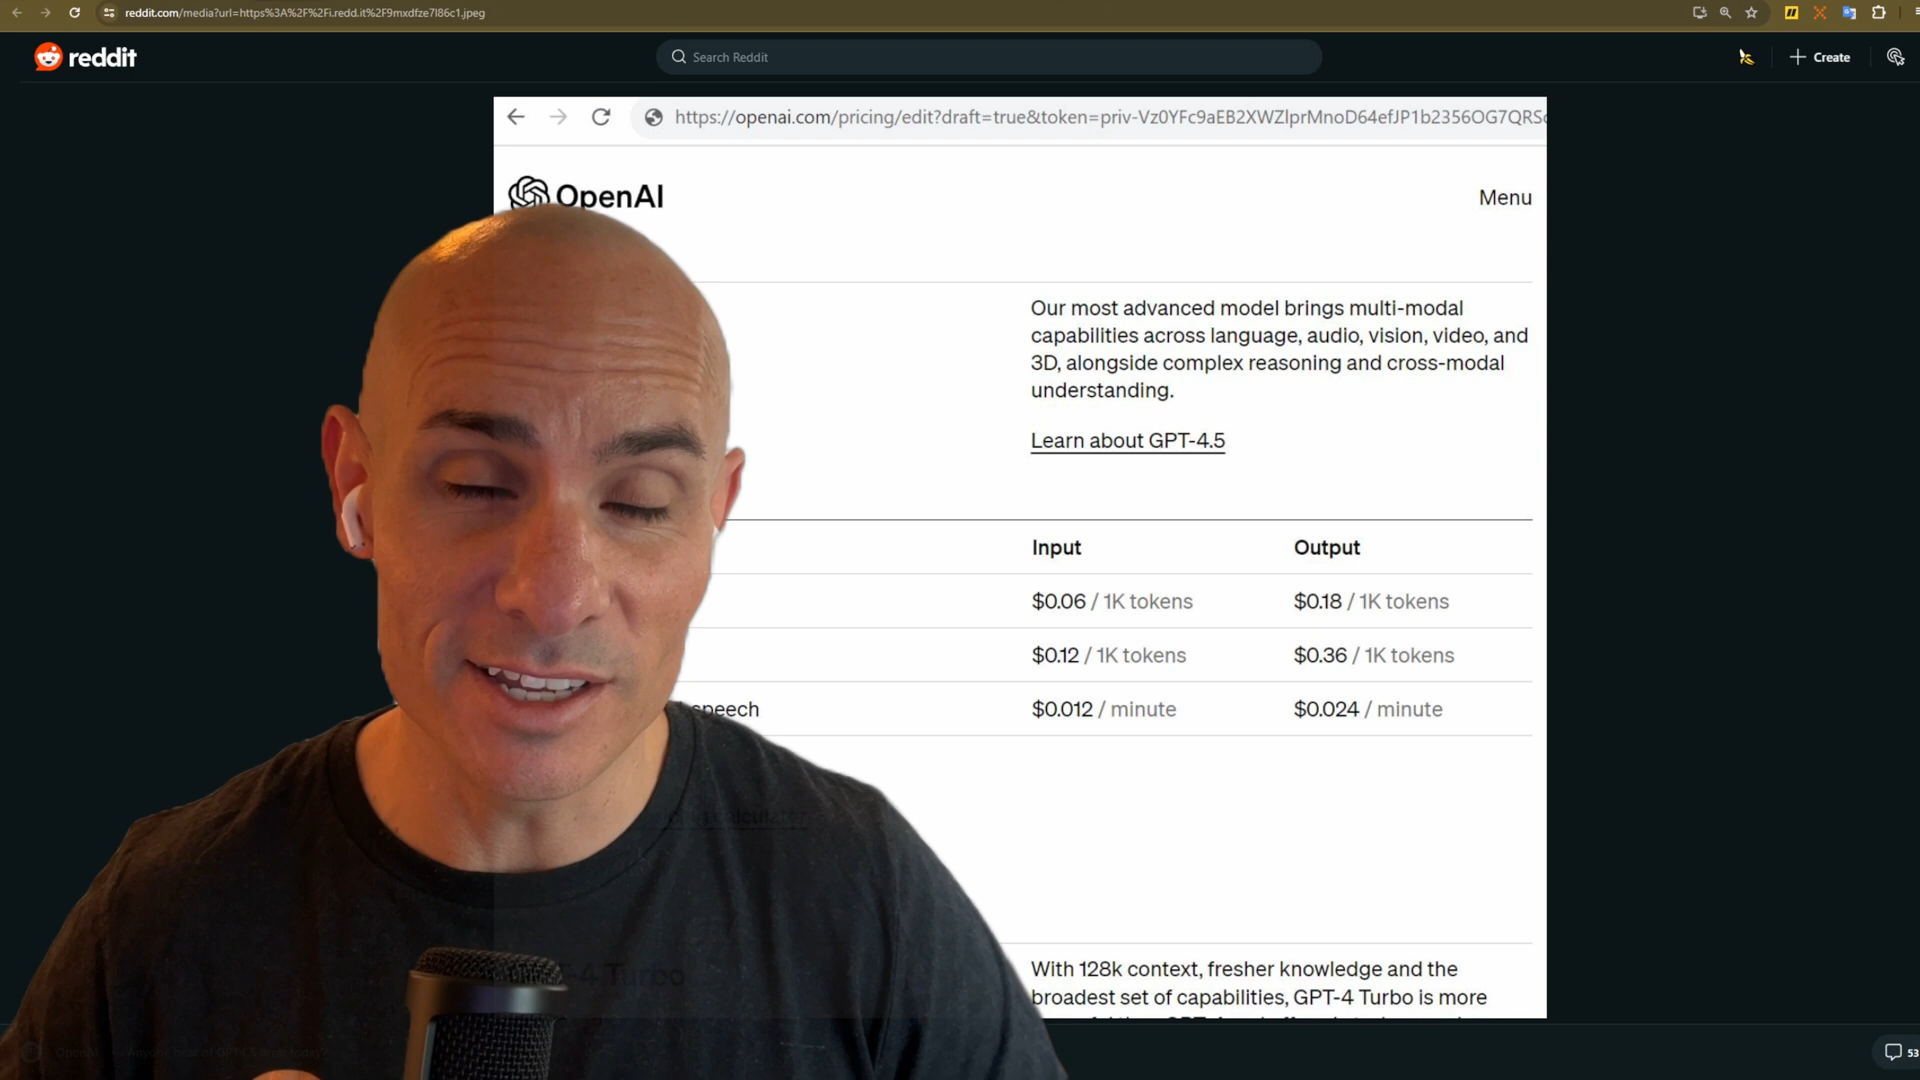 reddit.com/media?url=https%3A%2F%2Fi.redd.it%2F9mxdfze7l86c1.jpeg
reddit
Search Reddit
Create
https://openai.com/pricing/edit?draft=true&token=priv-Vz0YFc9aEB2XWZlprMnoD64efJP1b2356OG7QRS
OpenAI
Menu
Our most advanced model brings multi-modal
capabilities across language, audio, vision, video, and
3D, alongside complex reasoning and cross-modal
understanding.
Learn about GPT-4.5
Input Output
$0.06 / 1K tokens $0.18 / 1K tokens
$0.12 / 1K tokens $0.36 / 1K tokens
speech $0.012 / minute $0.024 / minute
calculator
-4 Turbo
With 128k context, fresher knowledge and the
broadest set of capabilities, GPT-4 Turbo is more
53